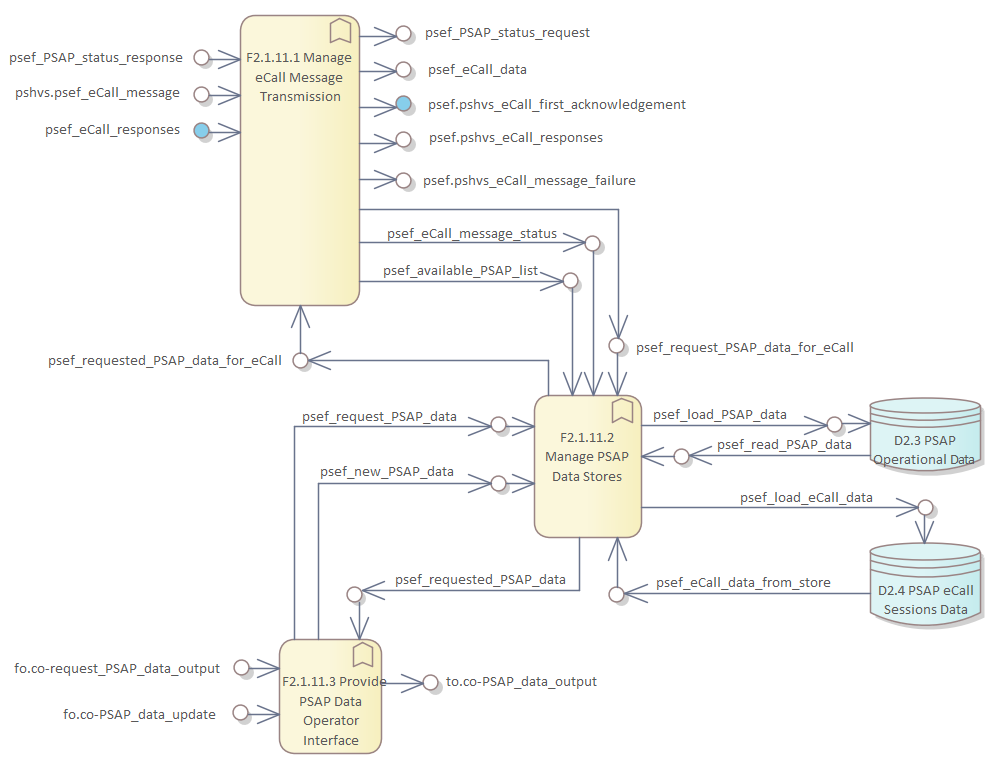 psef_PSAP_status_request
psef_PSAP_status_response
F2.1.11.1 Manage
eCall Message
Transmission
psef_eCall_data
pshvs.psef_eCall_message
psef.pshvs_eCall_first_acknowledgement
psef_eCall_responses
psef.pshvs_eCall_responses
psef.pshvs_eCall_message_failure
psef_eCall_message_status
psef_available_PSAP_list
psef_request_PSAP_data_for_eCall
psef_requested_PSAP_data_for_eCall
psef_request_PSAP_data
F2.1.11.2
Manage PSAP
Data Stores
psef_load_PSAP_data
psef_read_PSAP_data
D2.3 PSAP
Operational Data
psef_new_PSAP_data
psef_load_eCall_data
psef_requested_PSAP_data
psef_eCall_data_from_store
D2.4 PSAP eCall
Sessions Data
fo.co-request_PSAP_data_output
F2.1.11.3 Provide
PSAP Data
Operator
Interface
to.co-PSAP_data_output
fo.co-PSAP_data_update